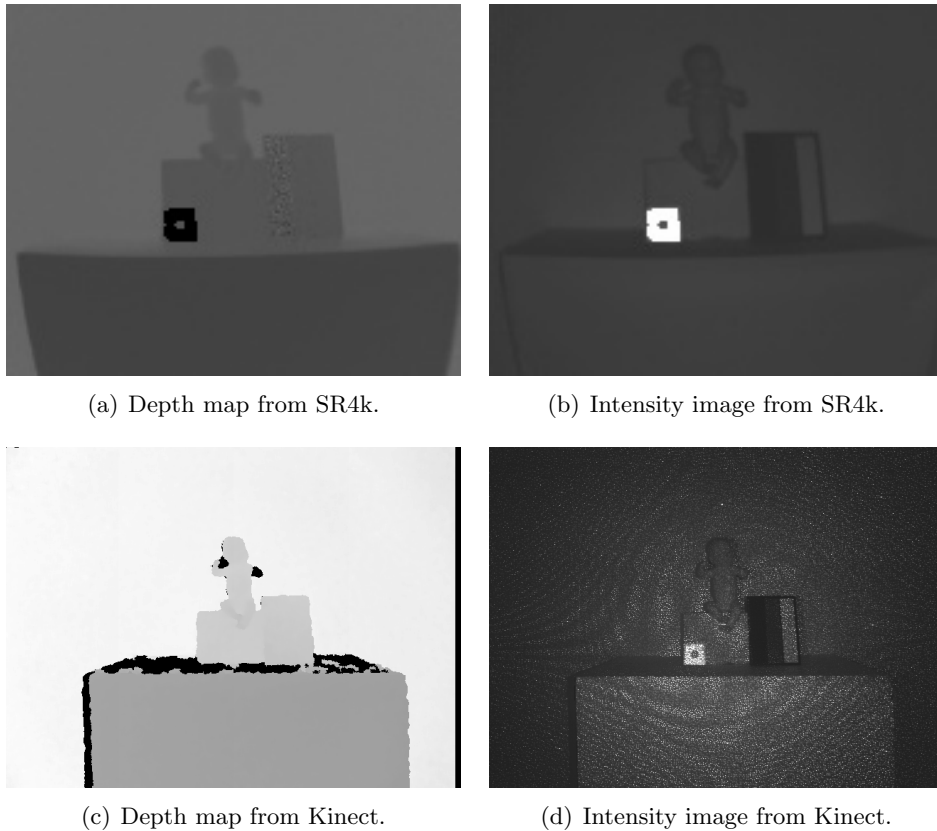 (a) Depth map from SR4k.
(b) Intensity image from SR4k.
(c) Depth map from Kinect.
(d) Intensity image from Kinect.